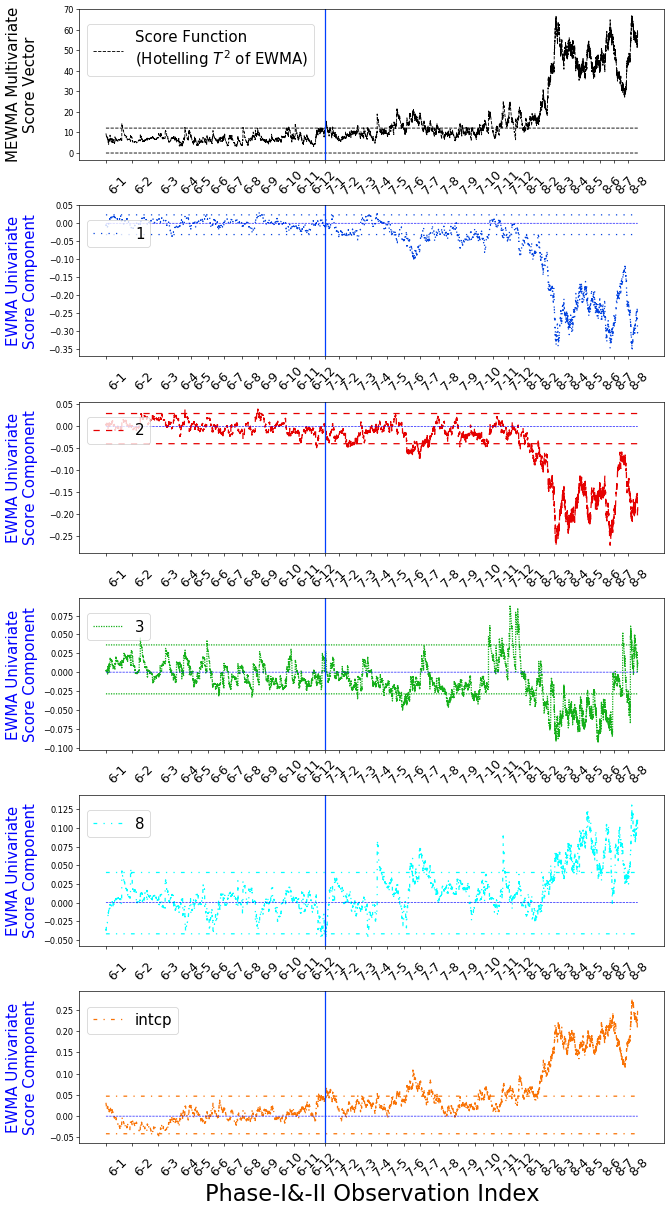 MEWMA Multivariate
Score Vector
70
60
50
40
30
20
10
0
Score Function
(Hotelling T² of EWMA)
6-1 6-2 6-3 6-4 6-5 6-6 6-7 6-8 6-9 6-10 6-11 6-12 7-1 7-2 7-3 7-4 7-5 7-6 7-7 7-8 7-9 7-10 7-11 7-12 8-1 8-2 8-3 8-4 8-5 8-6 8-7 8-8
EWMA Univariate
Score Component
0.05
0.00
−0.05
−0.10
−0.15
−0.20
−0.25
−0.30
−0.35
1
6-1 6-2 6-3 6-4 6-5 6-6 6-7 6-8 6-9 6-10 6-11 6-12 7-1 7-2 7-3 7-4 7-5 7-6 7-7 7-8 7-9 7-10 7-11 7-12 8-1 8-2 8-3 8-4 8-5 8-6 8-7 8-8
EWMA Univariate
Score Component
0.05
0.00
−0.05
−0.10
−0.15
−0.20
−0.25
2
6-1 6-2 6-3 6-4 6-5 6-6 6-7 6-8 6-9 6-10 6-11 6-12 7-1 7-2 7-3 7-4 7-5 7-6 7-7 7-8 7-9 7-10 7-11 7-12 8-1 8-2 8-3 8-4 8-5 8-6 8-7 8-8
EWMA Univariate
Score Component
0.075
0.050
0.025
0.000
−0.025
−0.050
−0.075
−0.100
3
6-1 6-2 6-3 6-4 6-5 6-6 6-7 6-8 6-9 6-10 6-11 6-12 7-1 7-2 7-3 7-4 7-5 7-6 7-7 7-8 7-9 7-10 7-11 7-12 8-1 8-2 8-3 8-4 8-5 8-6 8-7 8-8
EWMA Univariate
Score Component
0.125
0.100
0.075
0.050
0.025
0.000
−0.025
−0.050
8
6-1 6-2 6-3 6-4 6-5 6-6 6-7 6-8 6-9 6-10 6-11 6-12 7-1 7-2 7-3 7-4 7-5 7-6 7-7 7-8 7-9 7-10 7-11 7-12 8-1 8-2 8-3 8-4 8-5 8-6 8-7 8-8
EWMA Univariate
Score Component
0.25
0.20
0.15
0.10
0.05
0.00
−0.05
intcp
6-1 6-2 6-3 6-4 6-5 6-6 6-7 6-8 6-9 6-10 6-11 6-12 7-1 7-2 7-3 7-4 7-5 7-6 7-7 7-8 7-9 7-10 7-11 7-12 8-1 8-2 8-3 8-4 8-5 8-6 8-7 8-8
Phase-I&-II Observation Index